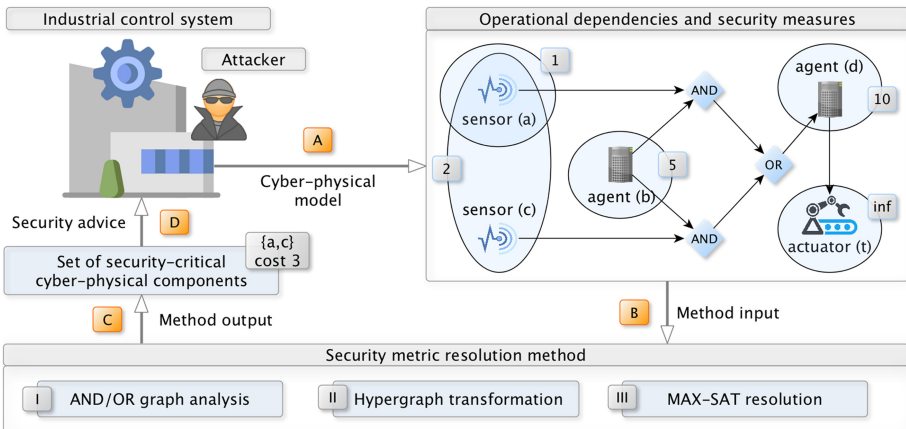 Industrial control system
Attacker
A
Cyber-physical
model
Operational dependencies and security measures
1
sensor (a)
2
sensor (c)
agent (b)
5
AND
AND
OR
agent (d)
10
inf
actuator (t)
Security advice
D
Set of security-critical
cyber-physical components
{a,c}
cost 3
C
Method output
B
Method input
Security metric resolution method
I
AND/OR graph analysis
II
Hypergraph transformation
III
MAX-SAT resolution